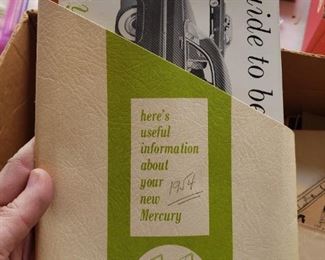 uide to be
here's
useful
information
about
your
new 1954
Mercury